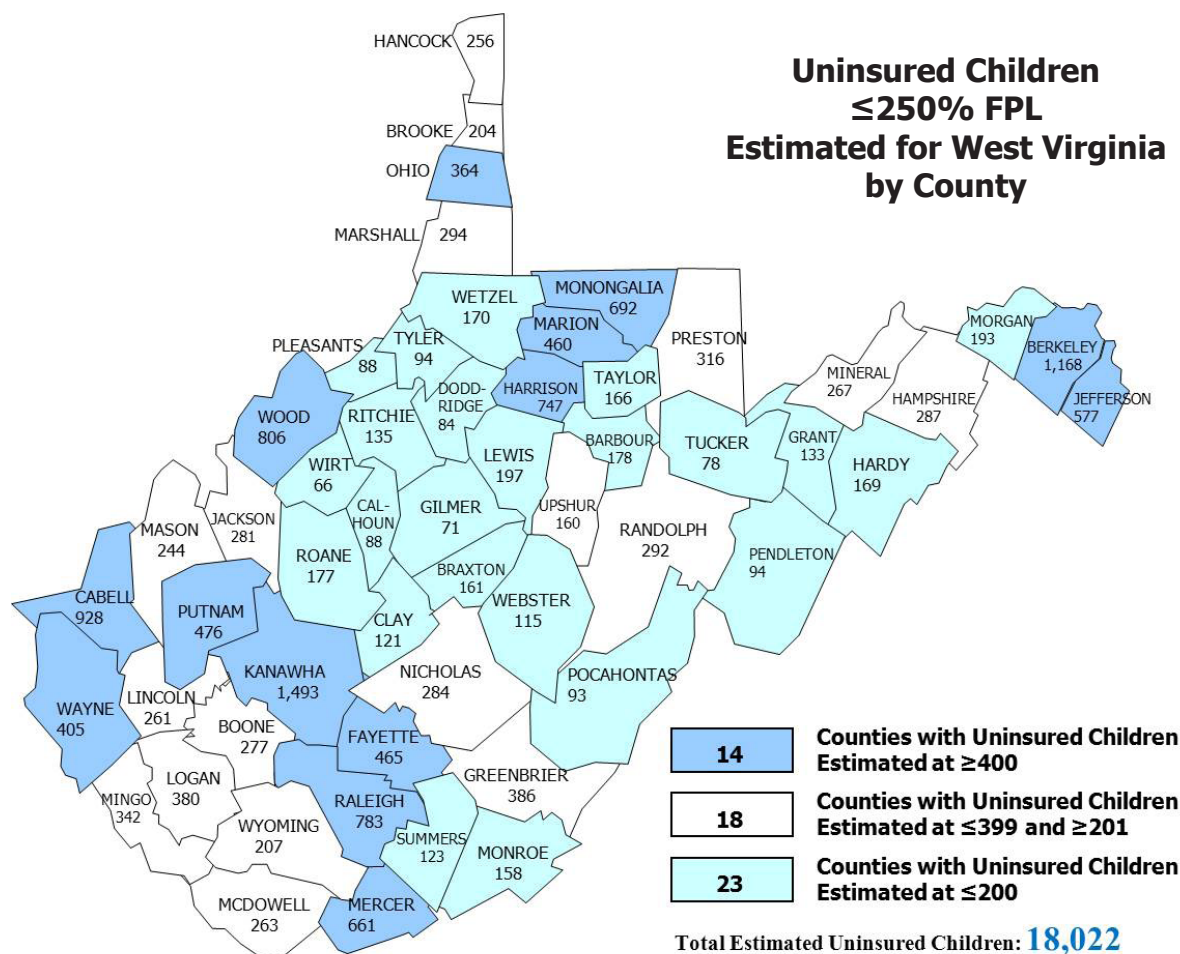 HANCOCK 256
Uninsured Children
≤250% FPL
Estimated for West Virginia
by County
BROOKE 204
OHIO 364
MARSHALL 294
WETZEL
170
MONONGALIA
692
MARION
460
PRESTON
316
MORGAN
193
BERKELEY
1,168
JEFFERSON
577
MINERAL
267
HAMPSHIRE
287
PLEASANTS
88
TYLER
94
DODD-
RIDGE
84
HARRISON
747
TAYLOR
166
WOOD
806
RITCHIE
135
BARBOUR
178
TUCKER
78
GRANT
133
HARDY
169
WIRT
66
LEWIS
197
CAL-
HOUN
88
GILMER
71
UPSHUR
160
RANDOLPH
292
PENDLETON
94
MASON
244
JACKSON
281
ROANE
177
BRAXTON
161
WEBSTER
115
CABELL
928
PUTNAM
476
CLAY
121
KANAWHA
1,493
NICHOLAS
284
POCAHONTAS
93
WAYNE
405
LINCOLN
261
BOONE
277
FAYETTE
465
GREENBRIER
386
LOGAN
380
MINGO
342
RALEIGH
783
WYOMING
207
SUMMERS
123
MONROE
158
MCDOWELL
263
MERCER
661
14 Counties with Uninsured Children
Estimated at ≥400
18 Counties with Uninsured Children
Estimated at ≤399 and ≥201
23 Counties with Uninsured Children
Estimated at ≤200
Total Estimated Uninsured Children: 18,022